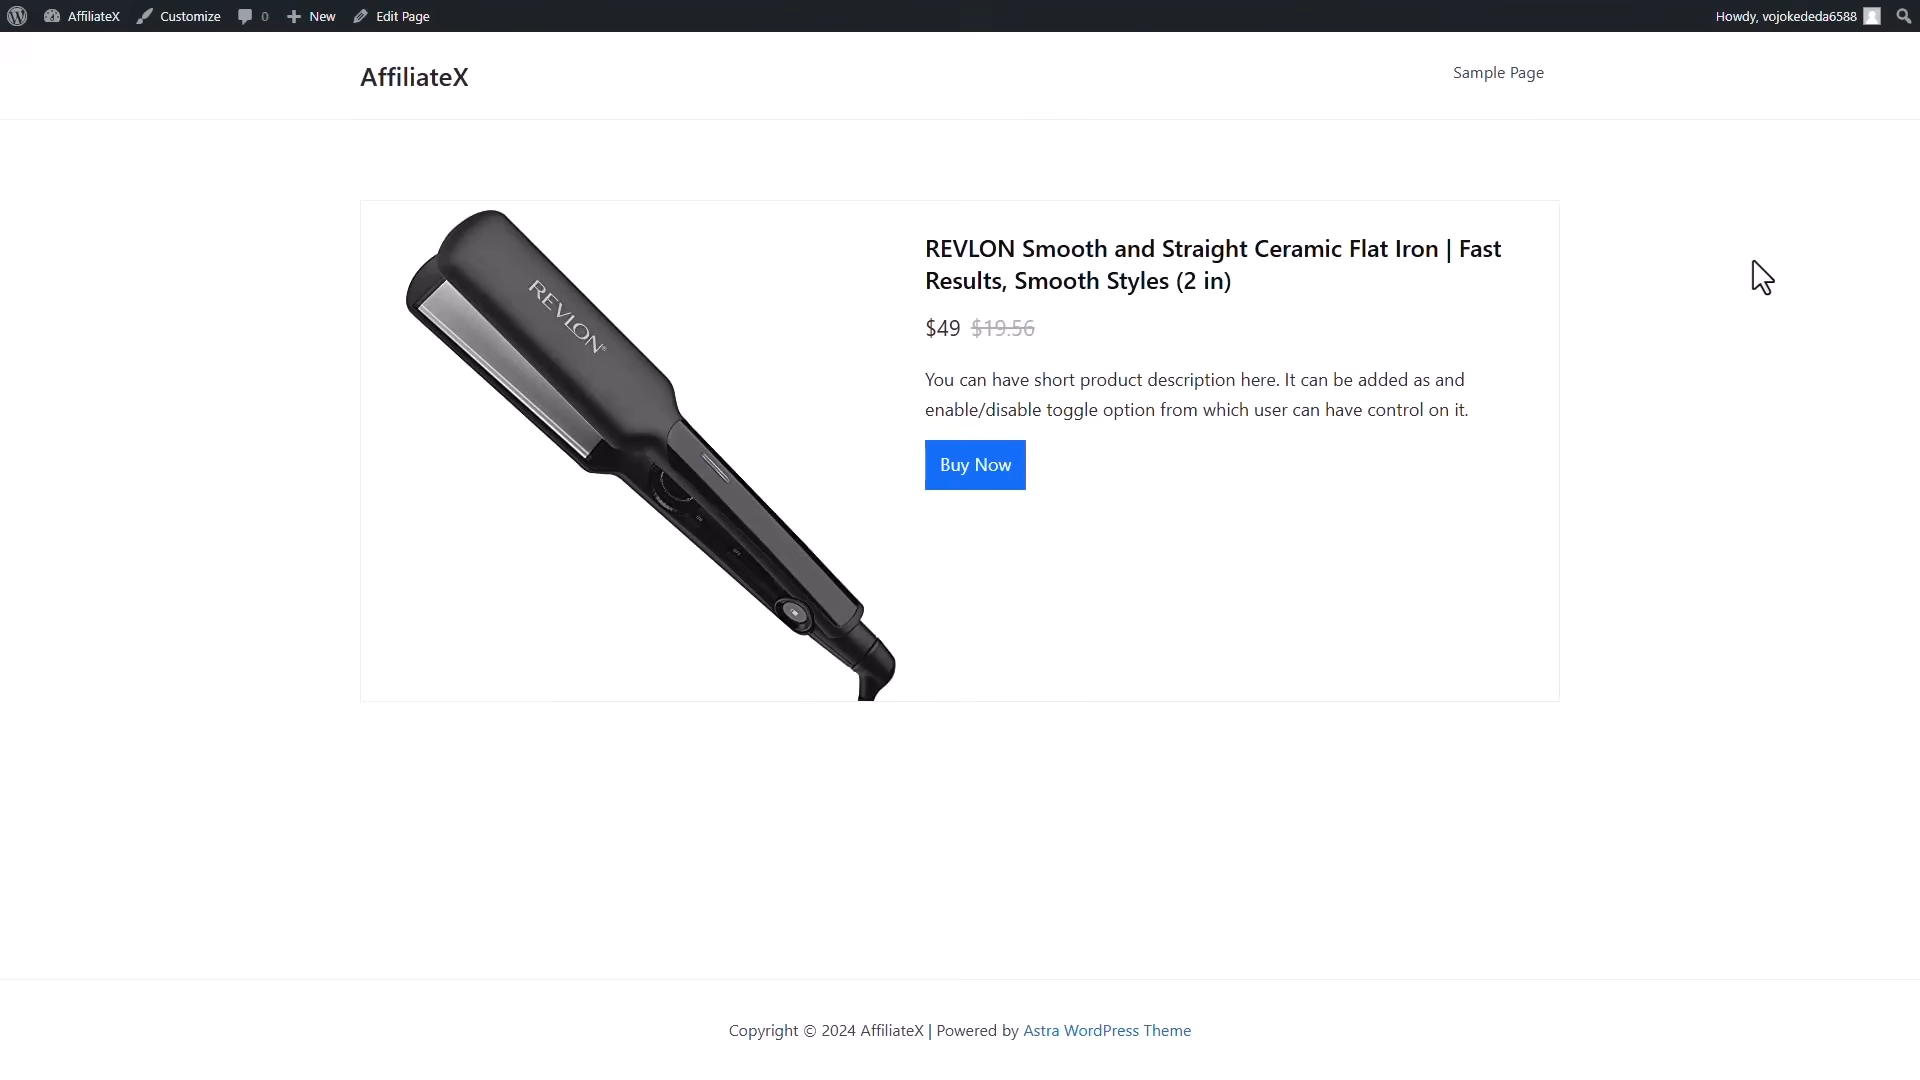 AffiliateX Customize 0 New Edit Page Howdy, vojokededa6588
AffiliateX Sample Page
REVLON
REVLON Smooth and Straight Ceramic Flat Iron | Fast
Results, Smooth Styles (2 in)
$49 $19.56
You can have short product description here. It can be added as and
enable/disable toggle option from which user can have control on it.
Buy Now
Copyright © 2024 AffiliateX | Powered by Astra WordPress Theme